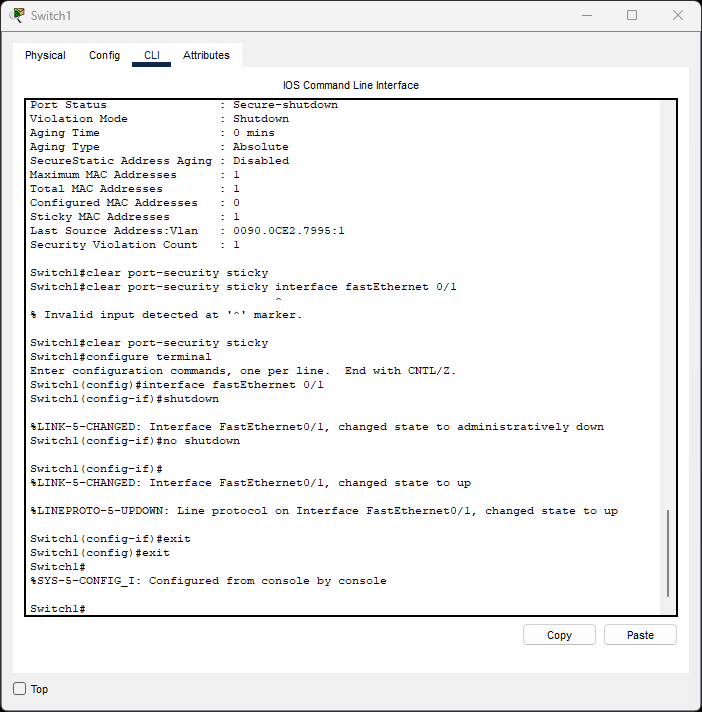 Switch1
Physical Config CLI Attributes
IOS Command Line Interface
Port Status : Secure-shutdown
Violation Mode : Shutdown
Aging Time : 0 mins
Aging Type : Absolute
SecureStatic Address Aging : Disabled
Maximum MAC Addresses : 1
Total MAC Addresses : 1
Configured MAC Addresses : 0
Sticky MAC Addresses : 1
Last Source Address:Vlan : 0090.0CE2.7995:1
Security Violation Count : 1
Switch1#clear port-security sticky
Switch1#clear port-security sticky interface fastEthernet 0/1
^
% Invalid input detected at '^' marker.
Switch1#clear port-security sticky
Switch1#configure terminal
Enter configuration commands, one per line. End with CNTL/Z.
Switch1(config)#interface fastEthernet 0/1
Switch1(config-if)#shutdown
%LINK-5-CHANGED: Interface FastEthernet0/1, changed state to administratively down
Switch1(config-if)#no shutdown
Switch1(config-if)#
%LINK-5-CHANGED: Interface FastEthernet0/1, changed state to up
%LINEPROTO-5-UPDOWN: Line protocol on Interface FastEthernet0/1, changed state to up
Switch1(config-if)#exit
Switch1(config)#exit
Switch1#
%SYS-5-CONFIG_I: Configured from console by console
Switch1#
Copy Paste
Top